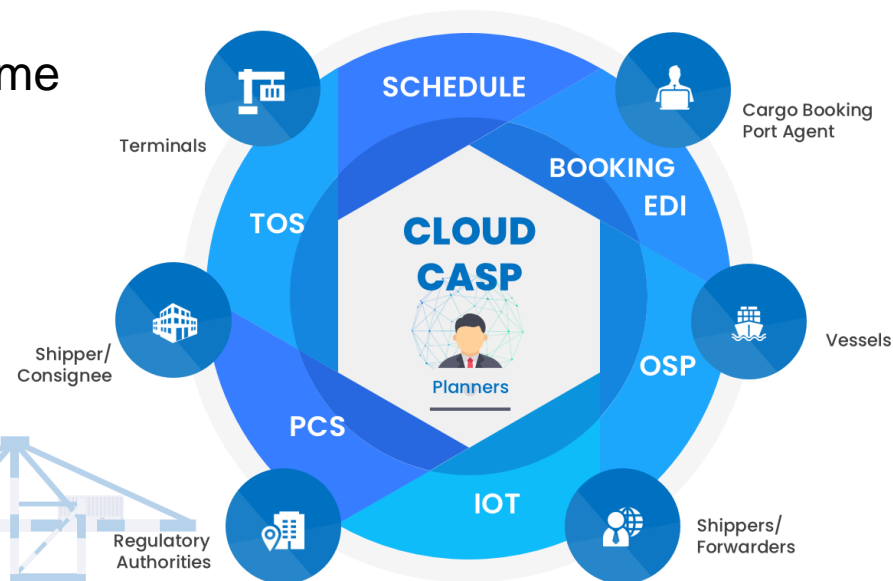 me
SCHEDULE
Cargo Booking
Port Agent
Terminals
BOOKING
EDI
TOS
CLOUD
CASP
Planners
Vessels
Shipper/
Consignee
OSP
PCS
IOT
Shippers/
Forwarders
Regulatory
Authorities